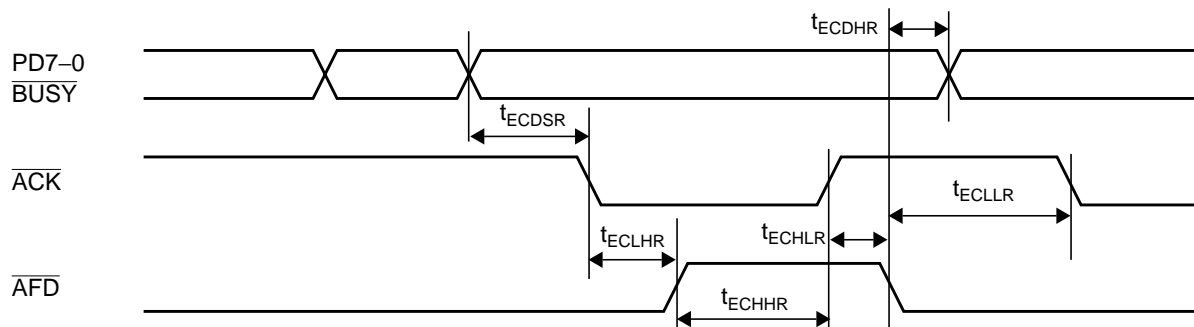 tECDHR
PD7–0
BUSY
tECDSR
ACK
tECLLR
tECLHR
tECHLR
AFD
tECHHR